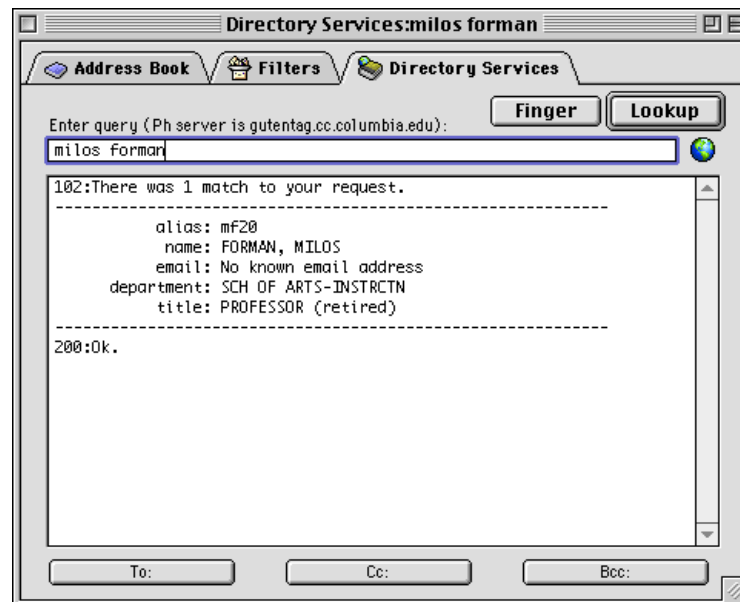 Directory Services:milos forman
Address Book Filters Directory Services
Finger Lookup
Enter query (Ph server is gutentag.cc.columbia.edu):
milos forman
102:There was 1 match to your request.
------------------------------------------------------------
alias: mf20
name: FORMAN, MILOS
email: No known email address
department: SCH OF ARTS-INSTRCTN
title: PROFESSOR (retired)
------------------------------------------------------------
200:Ok.
To: Cc: Bcc: